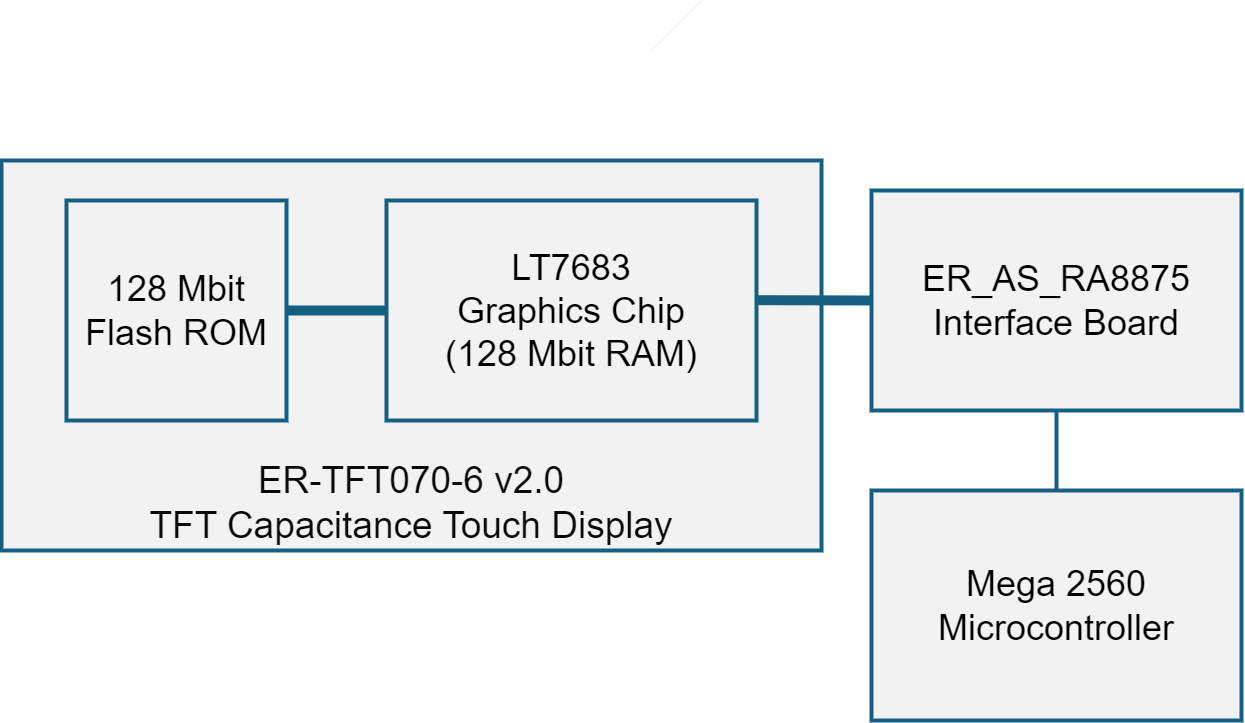 128 Mbit
Flash ROM
LT7683
Graphics Chip
(128 Mbit RAM)
ER_AS_RA8875
Interface Board
ER-TFT070-6 v2.0
TFT Capacitance Touch Display
Mega 2560
Microcontroller